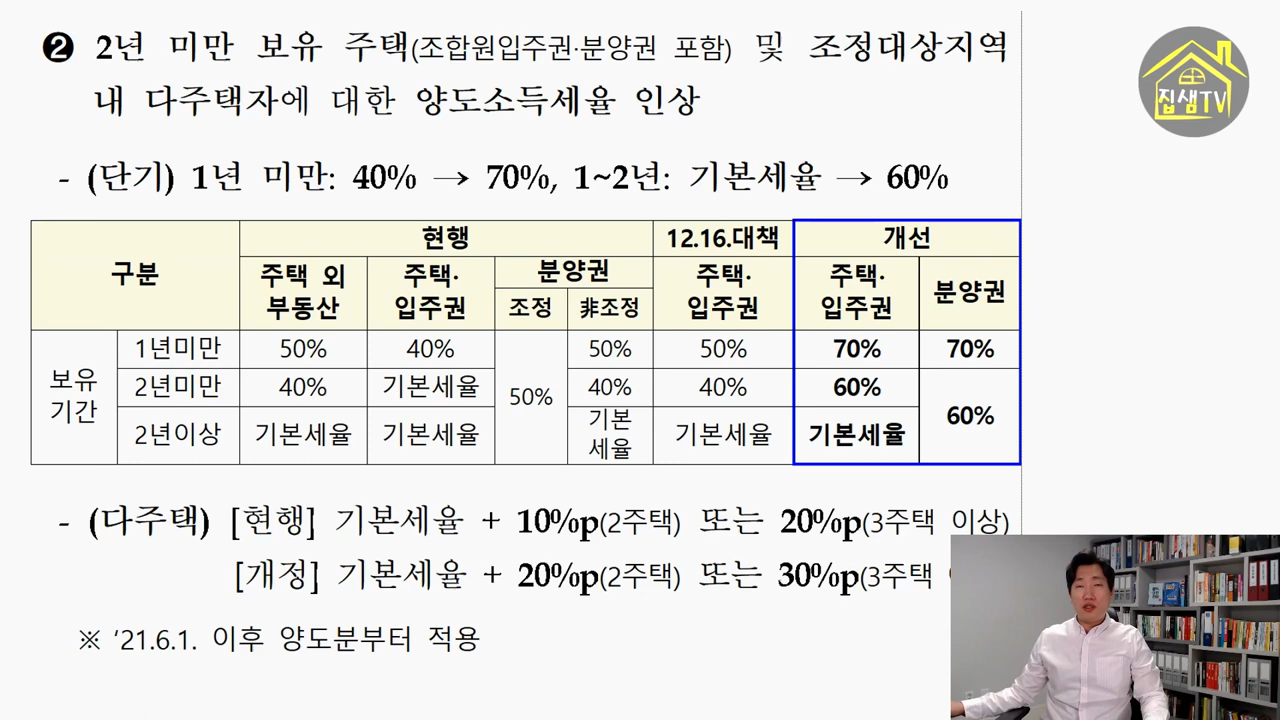 ❷ 2년 미만 보유 주택(조합원입주권·분양권 포함) 및 조정대상지역
내 다주택자에 대한 양도소득세율 인상
집샘TV
- (단기) 1년 미만: 40% → 70%, 1~2년: 기본세율 → 60%
구분 현행 12.16.대책 개선
주택 외 부동산 주택·입주권 분양권 주택·입주권 주택·입주권 분양권
조정 非조정
보유기간
1년미만 50% 40% 50% 50% 50% 70% 70%
2년미만 40% 기본세율 40% 40% 60% 60%
2년이상 기본세율 기본세율 기본세율 기본세율 기본세율
- (다주택) [현행] 기본세율 + 10%p(2주택) 또는 20%p(3주택 이상)
[개정] 기본세율 + 20%p(2주택) 또는 30%p(3주택
※ ’21.6.1. 이후 양도분부터 적용